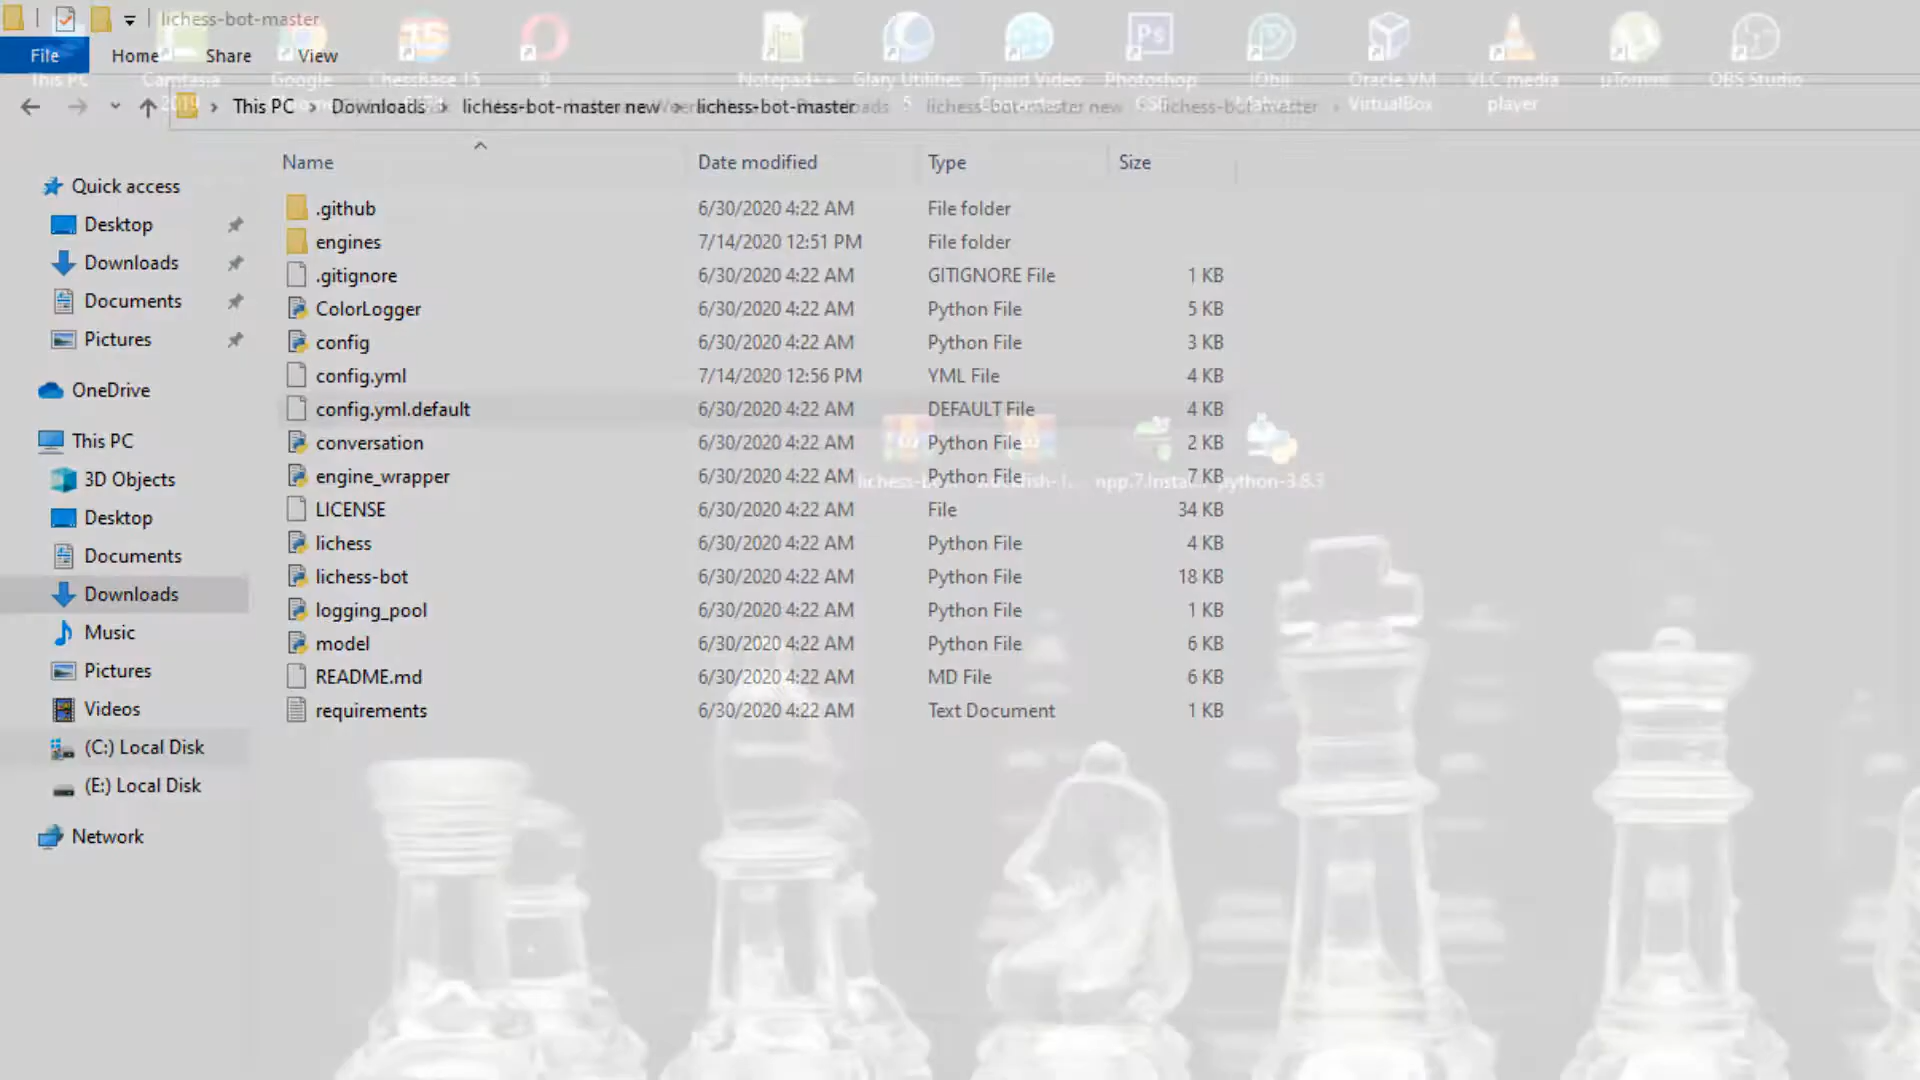 lichess-bot-master
File Home Share View
This PC Camtasia 2019 Google ChessBase 15 9 Notepad++ Glary Utilities 5 Tipard Video Photoshop IObit Oracle VM VirtualBox VLC media player µTorrent OBS Studio
This PC Downloads lichess-bot-master new lichess-bot-master
Name Date modified Type Size
Quick access
Desktop
Downloads
Documents
Pictures
OneDrive
This PC
3D Objects
Desktop
Documents
Downloads
Music
Pictures
Videos
(C:) Local Disk
(E:) Local Disk
Network
.github 6/30/2020 4:22 AM File folder
engines 7/14/2020 12:51 PM File folder
.gitignore 6/30/2020 4:22 AM GITIGNORE File 1 KB
ColorLogger 6/30/2020 4:22 AM Python File 5 KB
config 6/30/2020 4:22 AM Python File 3 KB
config.yml 7/14/2020 12:56 PM YML File 4 KB
config.yml.default 6/30/2020 4:22 AM DEFAULT File 4 KB
conversation 6/30/2020 4:22 AM Python File 2 KB
engine_wrapper 6/30/2020 4:22 AM Python File 7 KB
LICENSE 6/30/2020 4:22 AM File 34 KB
lichess 6/30/2020 4:22 AM Python File 4 KB
lichess-bot 6/30/2020 4:22 AM Python File 18 KB
logging_pool 6/30/2020 4:22 AM Python File 1 KB
model 6/30/2020 4:22 AM Python File 6 KB
README.md 6/30/2020 4:22 AM MD File 6 KB
requirements 6/30/2020 4:22 AM Text Document 1 KB
python-3.8.3